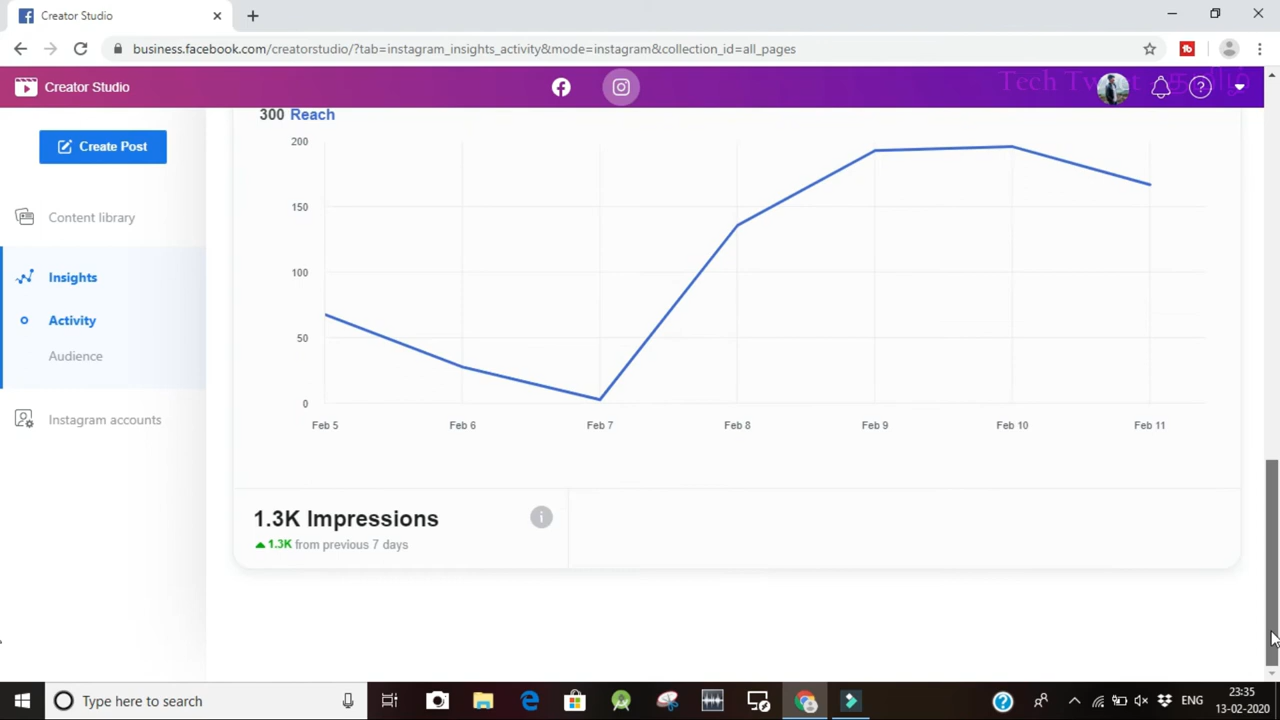 Creator Studio
business.facebook.com/creatorstudio/?tab=instagram_insights_activity&mode=instagram&collection_id=all_pages
Creator Studio
Tech Tw
தமிழ்
Create Post
Content library
Insights
Activity
Audience
Instagram accounts
300 Reach
200
150
100
50
0
Feb 5 Feb 6 Feb 7 Feb 8 Feb 9 Feb 10 Feb 11
1.3K Impressions
1.3K from previous 7 days
Type here to search
ENG
23:35
13-02-2020